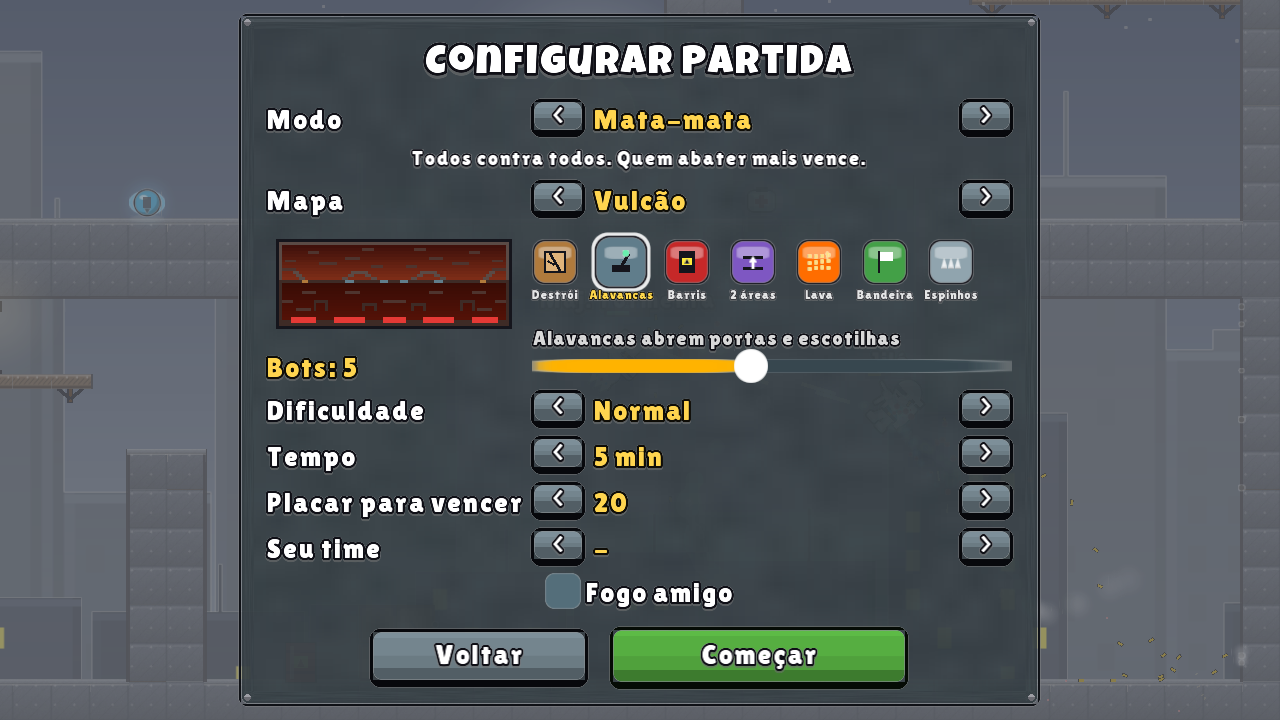 CONFIGURAR PARTIDA
Modo
Mata-mata
Todos contra todos. Quem abater mais vence.
Mapa
Vulcão
Destrói Alavancas Barris 2 áreas Lava Bandeira Espinhos
Alavancas abrem portas e escotilhas
Bots: 5
Dificuldade
Normal
Tempo
5 min
Placar para vencer
20
Seu time
–
Fogo amigo
Voltar
Começar